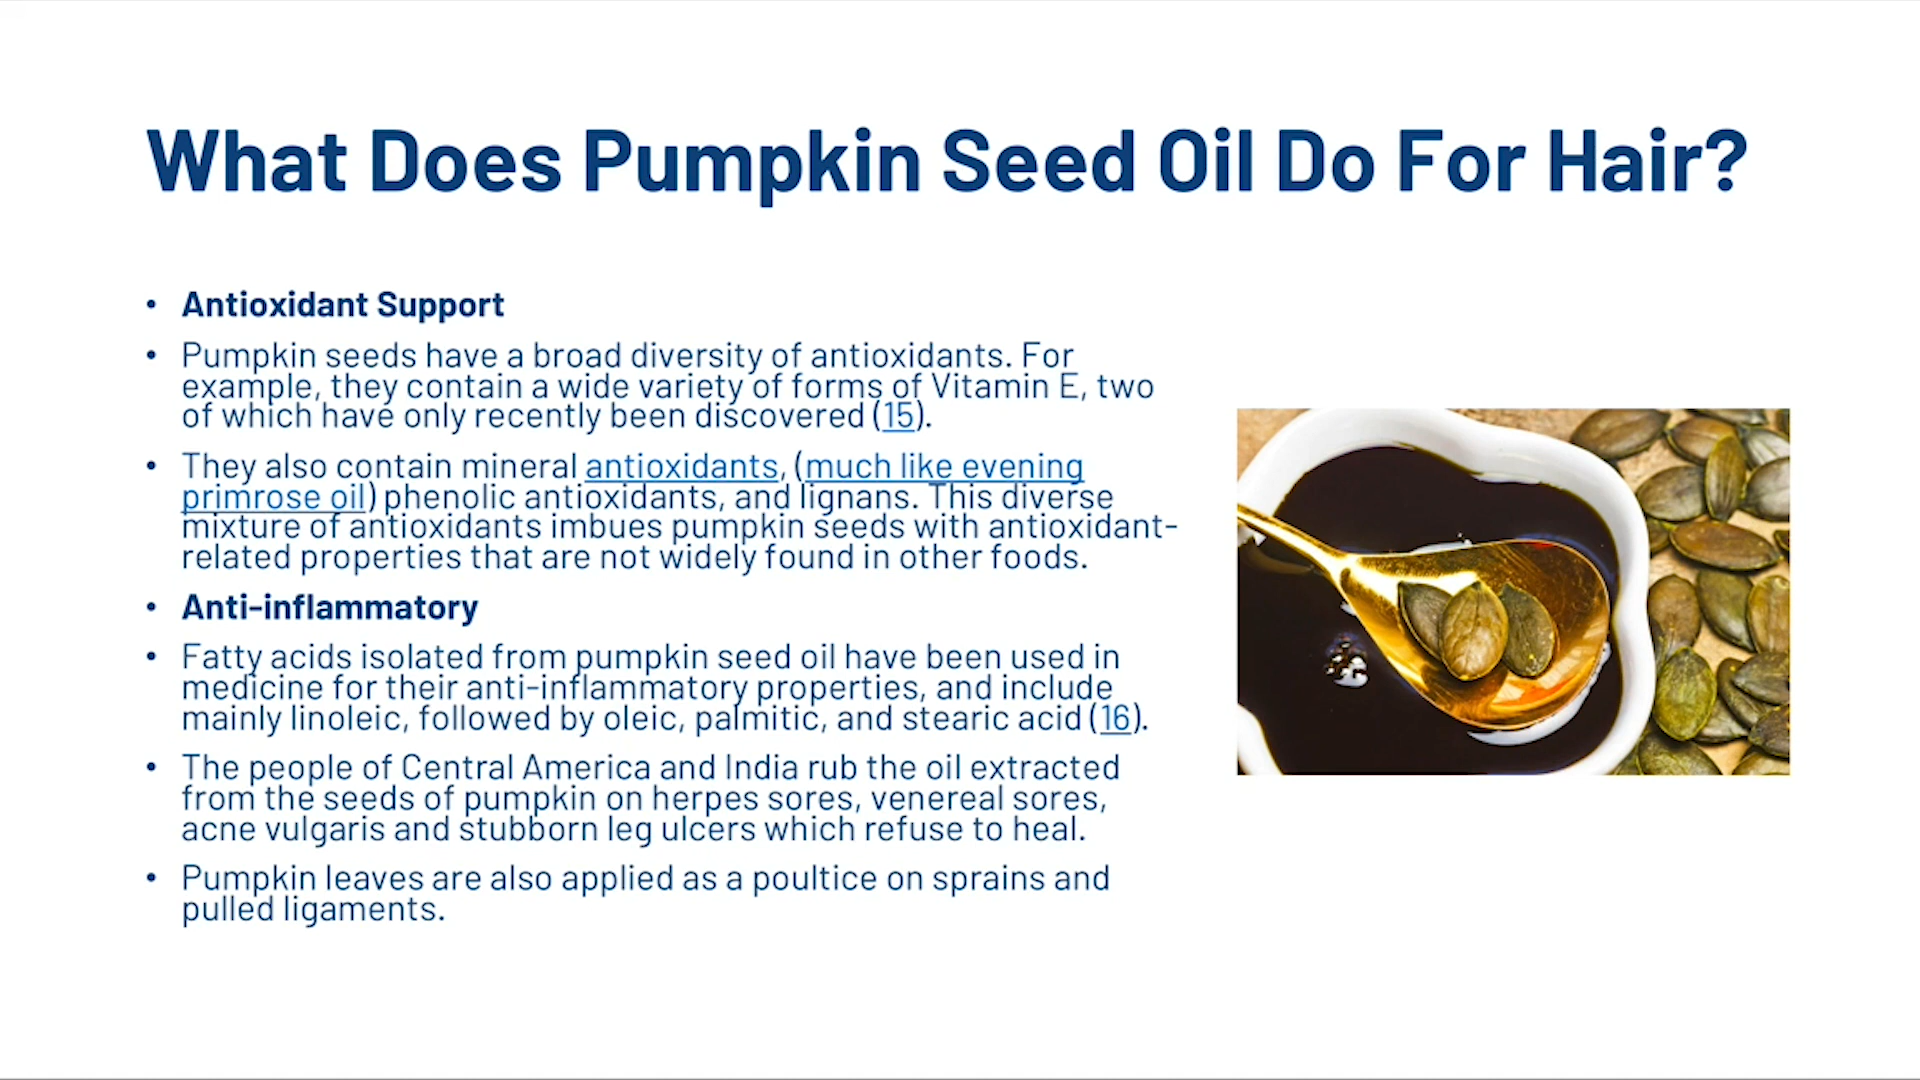 What Does Pumpkin Seed Oil Do For Hair?
• Antioxidant Support
• Pumpkin seeds have a broad diversity of antioxidants. For
example, they contain a wide variety of forms of Vitamin E, two
of which have only recently been discovered (15).
• They also contain mineral antioxidants, (much like evening
primrose oil) phenolic antioxidants, and lignans. This diverse
mixture of antioxidants imbues pumpkin seeds with antioxidant-
related properties that are not widely found in other foods.
• Anti-inflammatory
• Fatty acids isolated from pumpkin seed oil have been used in
medicine for their anti-inflammatory properties, and include
mainly linoleic, followed by oleic, palmitic, and stearic acid (16).
• The people of Central America and India rub the oil extracted
from the seeds of pumpkin on herpes sores, venereal sores,
acne vulgaris and stubborn leg ulcers which refuse to heal.
• Pumpkin leaves are also applied as a poultice on sprains and
pulled ligaments.